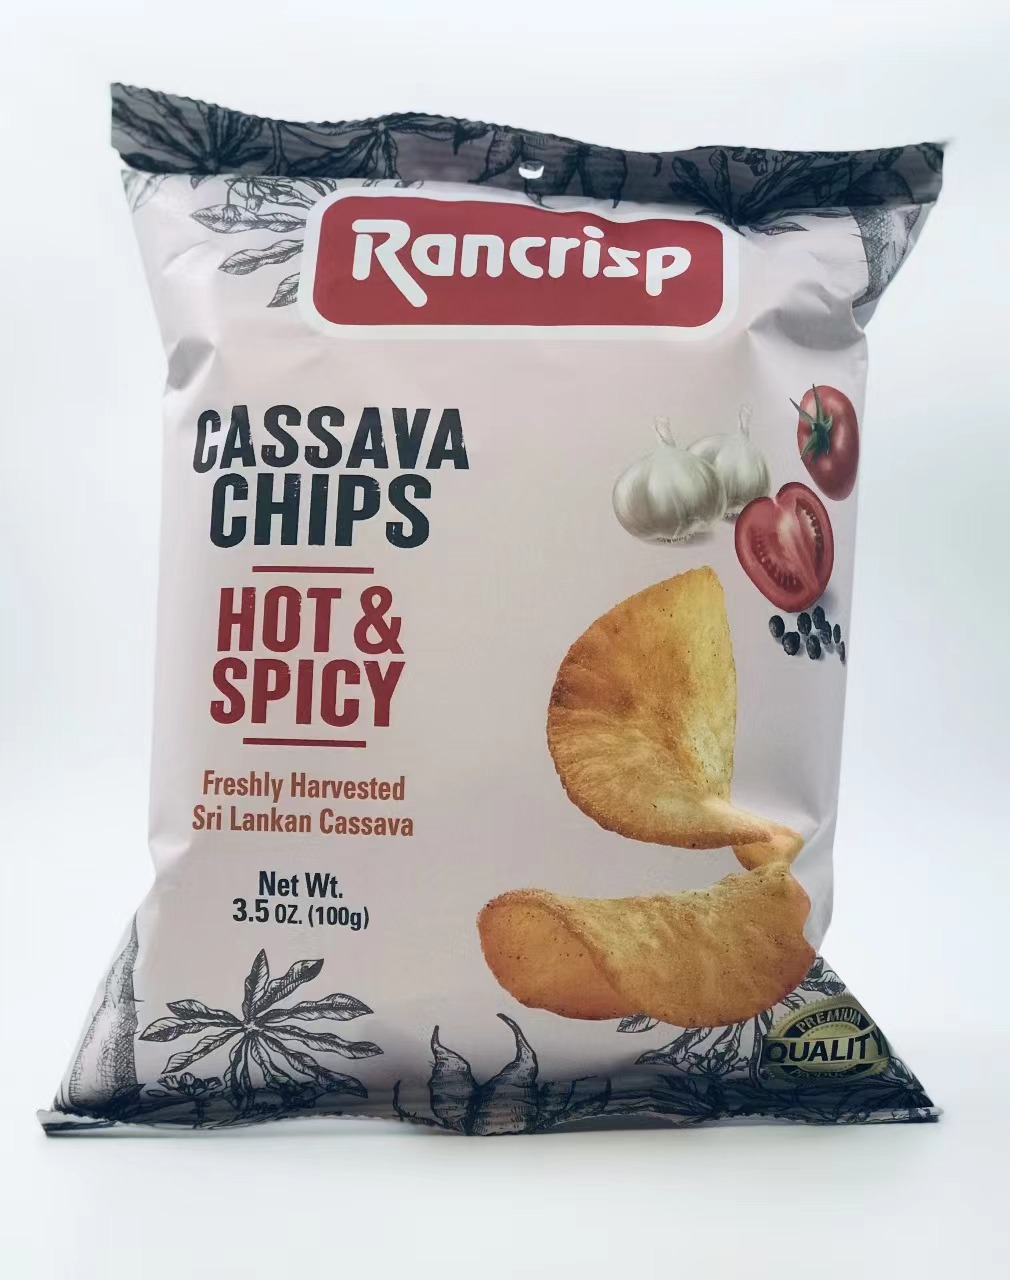 Rancrisp
CASSAVA
CHIPS
HOT &
SPICY
Freshly Harvested
Sri Lankan Cassava
Net Wt.
3.5 OZ. (100g)
PREMIUM
QUALITY